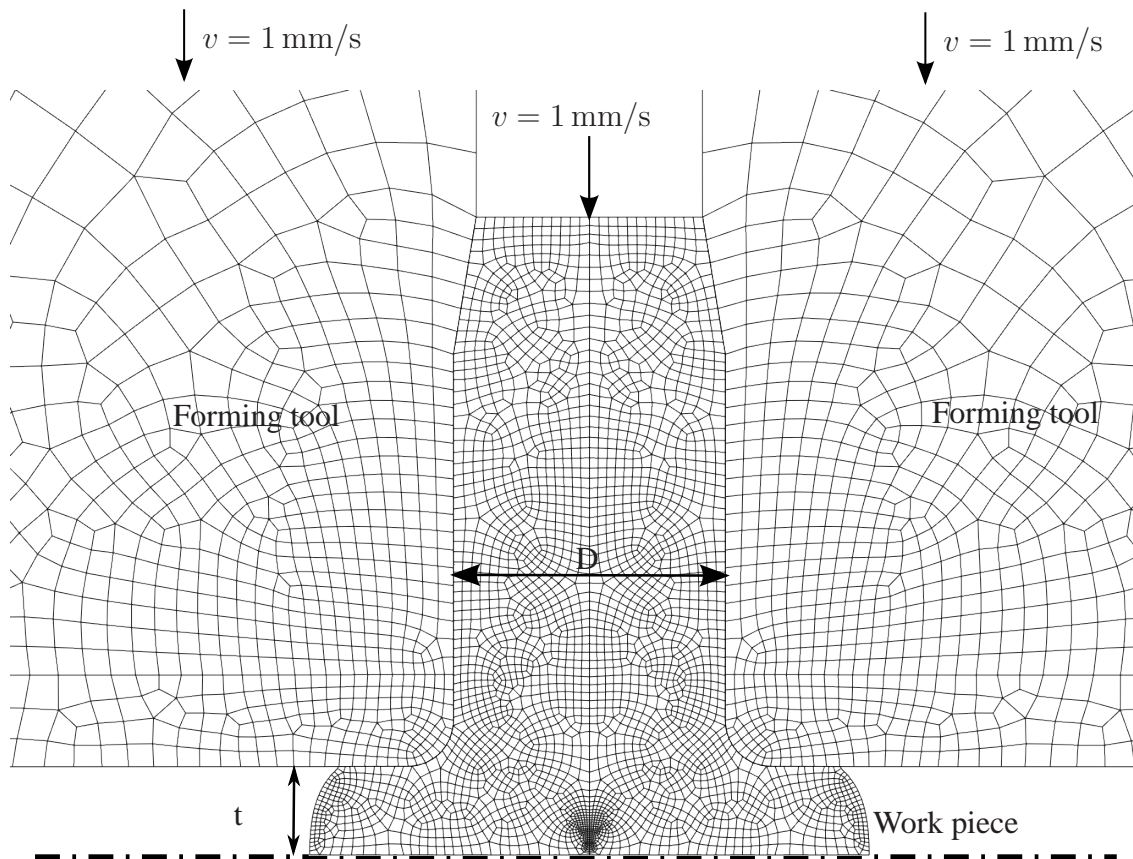 v = 1 mm/s
v = 1 mm/s
v = 1 mm/s
Forming tool
Forming tool
D
t
Work piece